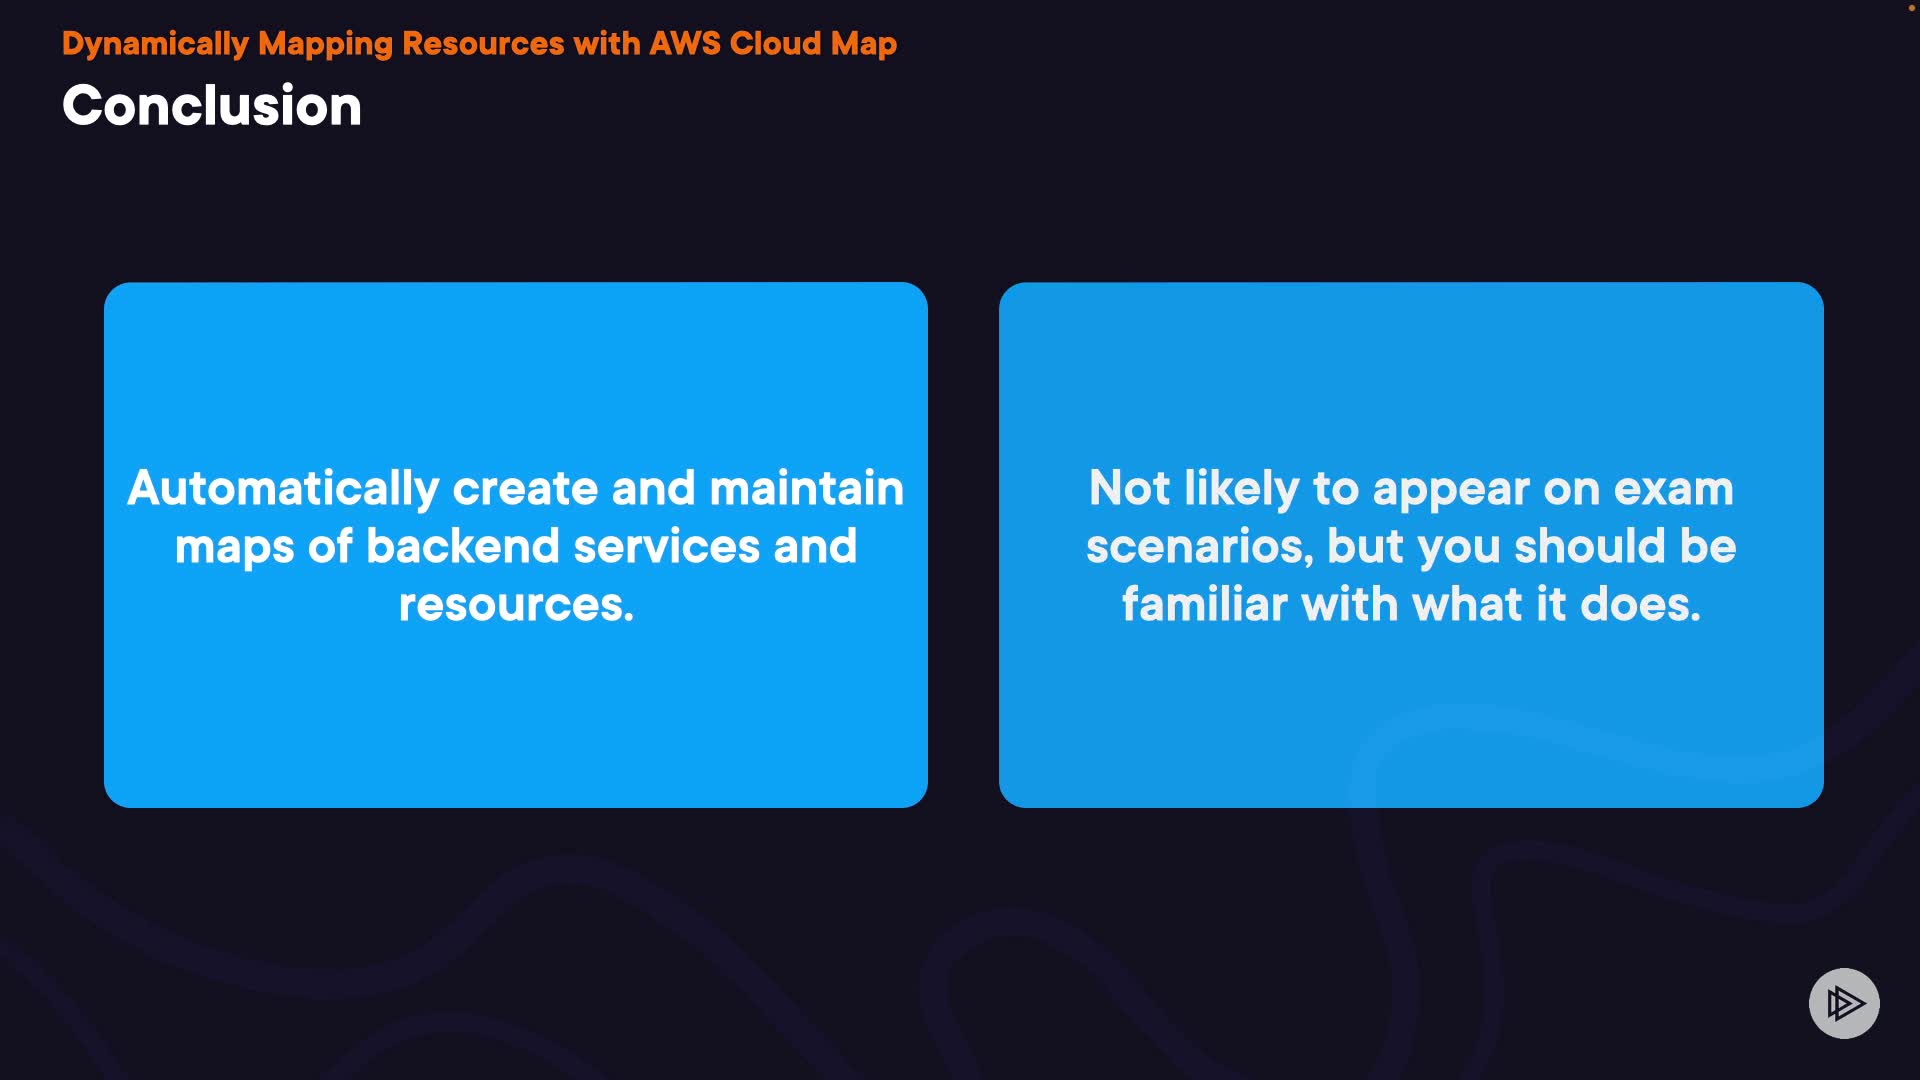 Dynamically Mapping Resources with AWS Cloud Map
Conclusion
Automatically create and maintain
maps of backend services and
resources.
Not likely to appear on exam
scenarios, but you should be
familiar with what it does.